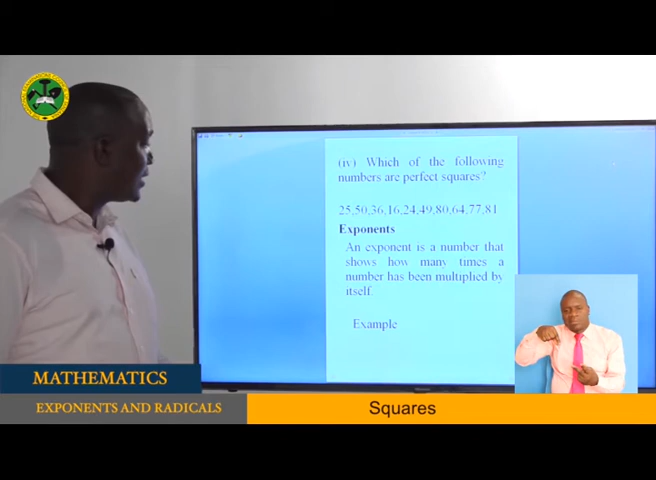 (iv) Which of the following
numbers are perfect squares?
25,50,36,16,24,49,80,64,77,81
Exponents
An exponent is a number that
shows how many times a
number has been multiplied by
itself.
Example
MATHEMATICS
EXPONENTS AND RADICALS
Squares